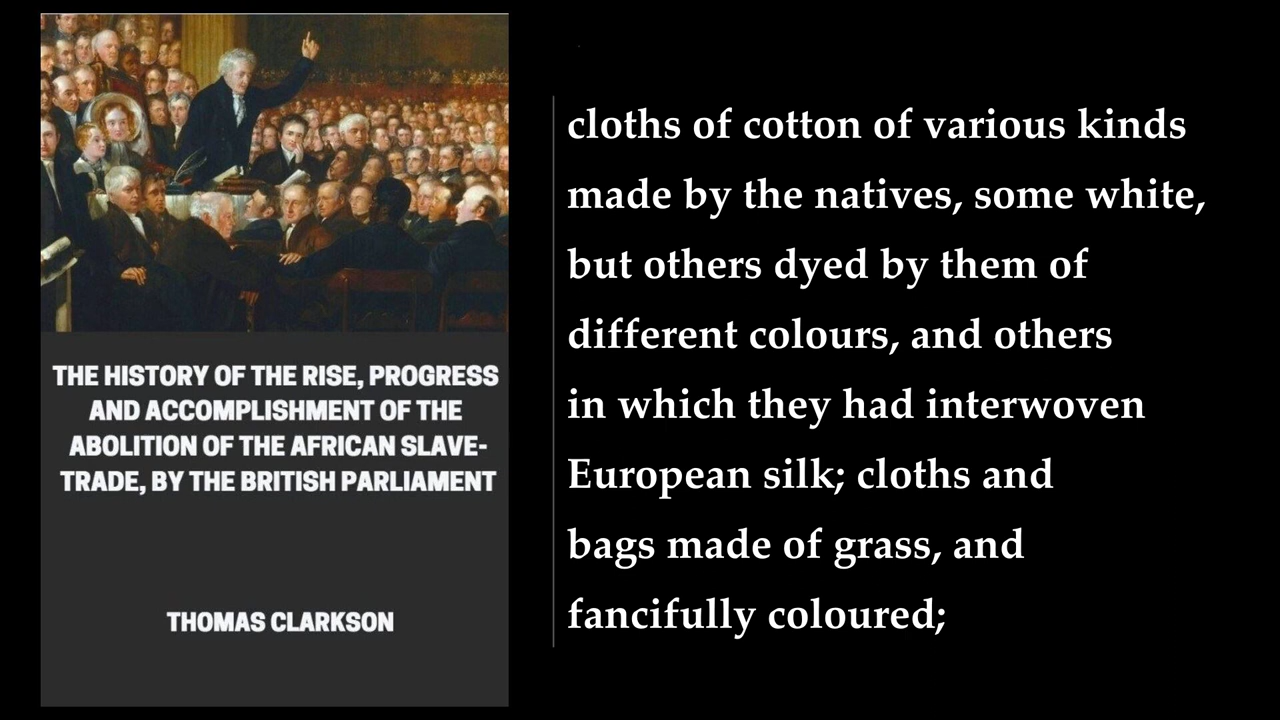 THE HISTORY OF THE RISE, PROGRESS
AND ACCOMPLISHMENT OF THE
ABOLITION OF THE AFRICAN SLAVE-
TRADE, BY THE BRITISH PARLIAMENT
THOMAS CLARKSON
cloths of cotton of various kinds
made by the natives, some white,
but others dyed by them of
different colours, and others
in which they had interwoven
European silk; cloths and
bags made of grass, and
fancifully coloured;